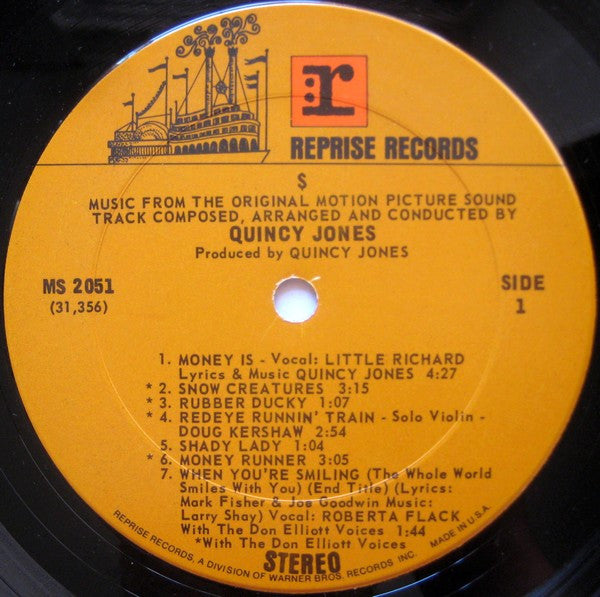 r
REPRISE RECORDS
$
MUSIC FROM THE ORIGINAL MOTION PICTURE SOUND
TRACK COMPOSED, ARRANGED AND CONDUCTED BY
QUINCY JONES
Produced by QUINCY JONES
MS 2051
(31,356)
SIDE
1
1. MONEY IS - Vocal: LITTLE RICHARD
Lyrics & Music QUINCY JONES 4:27
* 2. SNOW CREATURES 3:15
* 3. RUBBER DUCKY 1:07
* 4. REDEYE RUNNIN' TRAIN - Solo Violin -
DOUG KERSHAW 2:54
5. SHADY LADY 1:04
* 6. MONEY RUNNER 3:05
7. WHEN YOU'RE SMILING (The Whole World
Smiles With You) (End Title) (Lyrics:
Mark Fisher & Joe Goodwin Music:
Larry Shay) Vocal: ROBERTA FLACK
With The Don Elliott Voices 1:44
*With The Don Elliott Voices
STEREO
REPRISE RECORDS, A DIVISION OF WARNER BROS. RECORDS INC. MADE IN U.S.A.